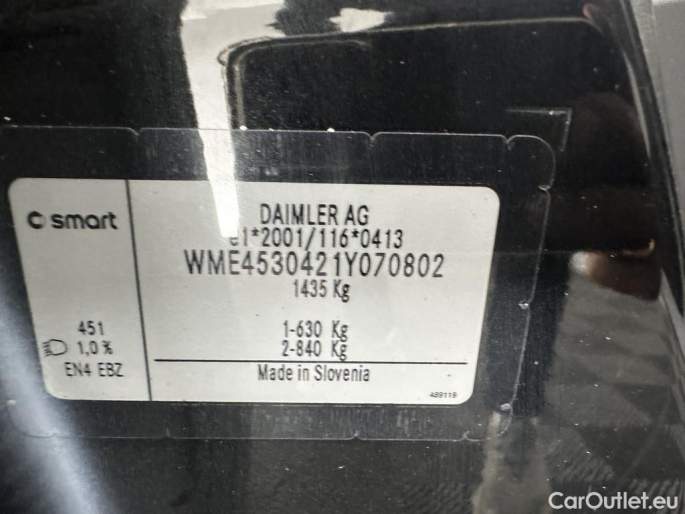 smart
451
1,0 %
EN4 EBZ
DAIMLER AG
e1*2001/116*0413
WME4530421Y070802
1435 Kg
1-630 Kg
2-840 Kg
Made in Slovenia
CarOutlet.eu